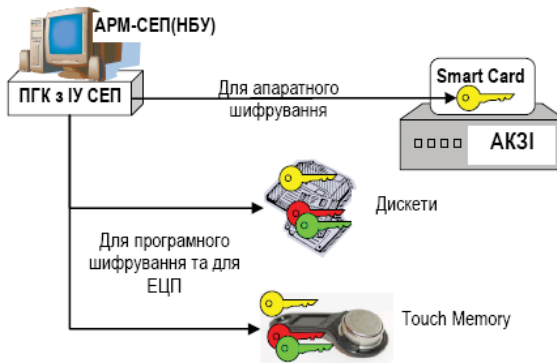 АРМ-СЕП(НБУ)
ПГК з ІУ СЕП
Для апаратного
шифрування
Smart Card
АКЗІ
Дискети
Для програмного
шифрування та для
ЕЦП
Touch Memory